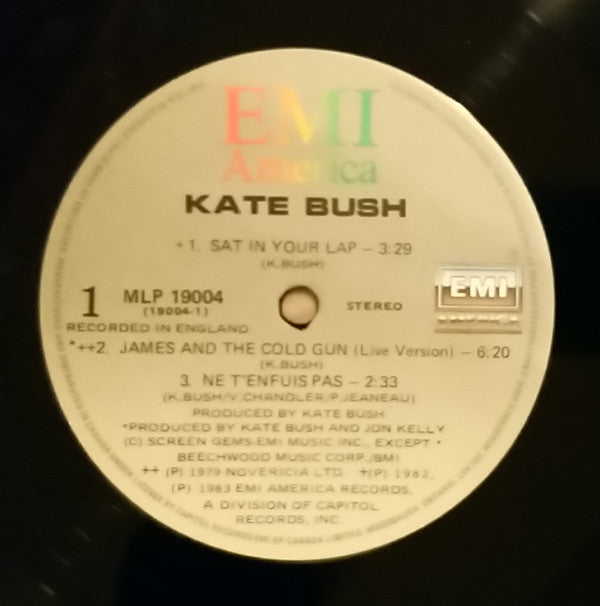 EMI
America
KATE BUSH
+1. SAT IN YOUR LAP – 3:29
(K.BUSH)
1 MLP 19004 STEREO
(19004-1)
RECORDED IN ENGLAND
EMI
AMERICA
*++2. JAMES AND THE COLD GUN (Live Version) – 6:20
(K.BUSH)
3. NE T'ENFUIS PAS – 2:33
(K.BUSH/V.CHANDLER/P.JEANEAU)
PRODUCED BY KATE BUSH
*PRODUCED BY KATE BUSH AND JON KELLY
(C) SCREEN GEMS-EMI MUSIC INC., EXCEPT *
BEECHWOOD MUSIC CORP./BMI
++ (P) 1979 NOVERICIA LTD. +(P) 1982,
(P) 1983 EMI AMERICA RECORDS,
A DIVISION OF CAPITOL
RECORDS, INC.